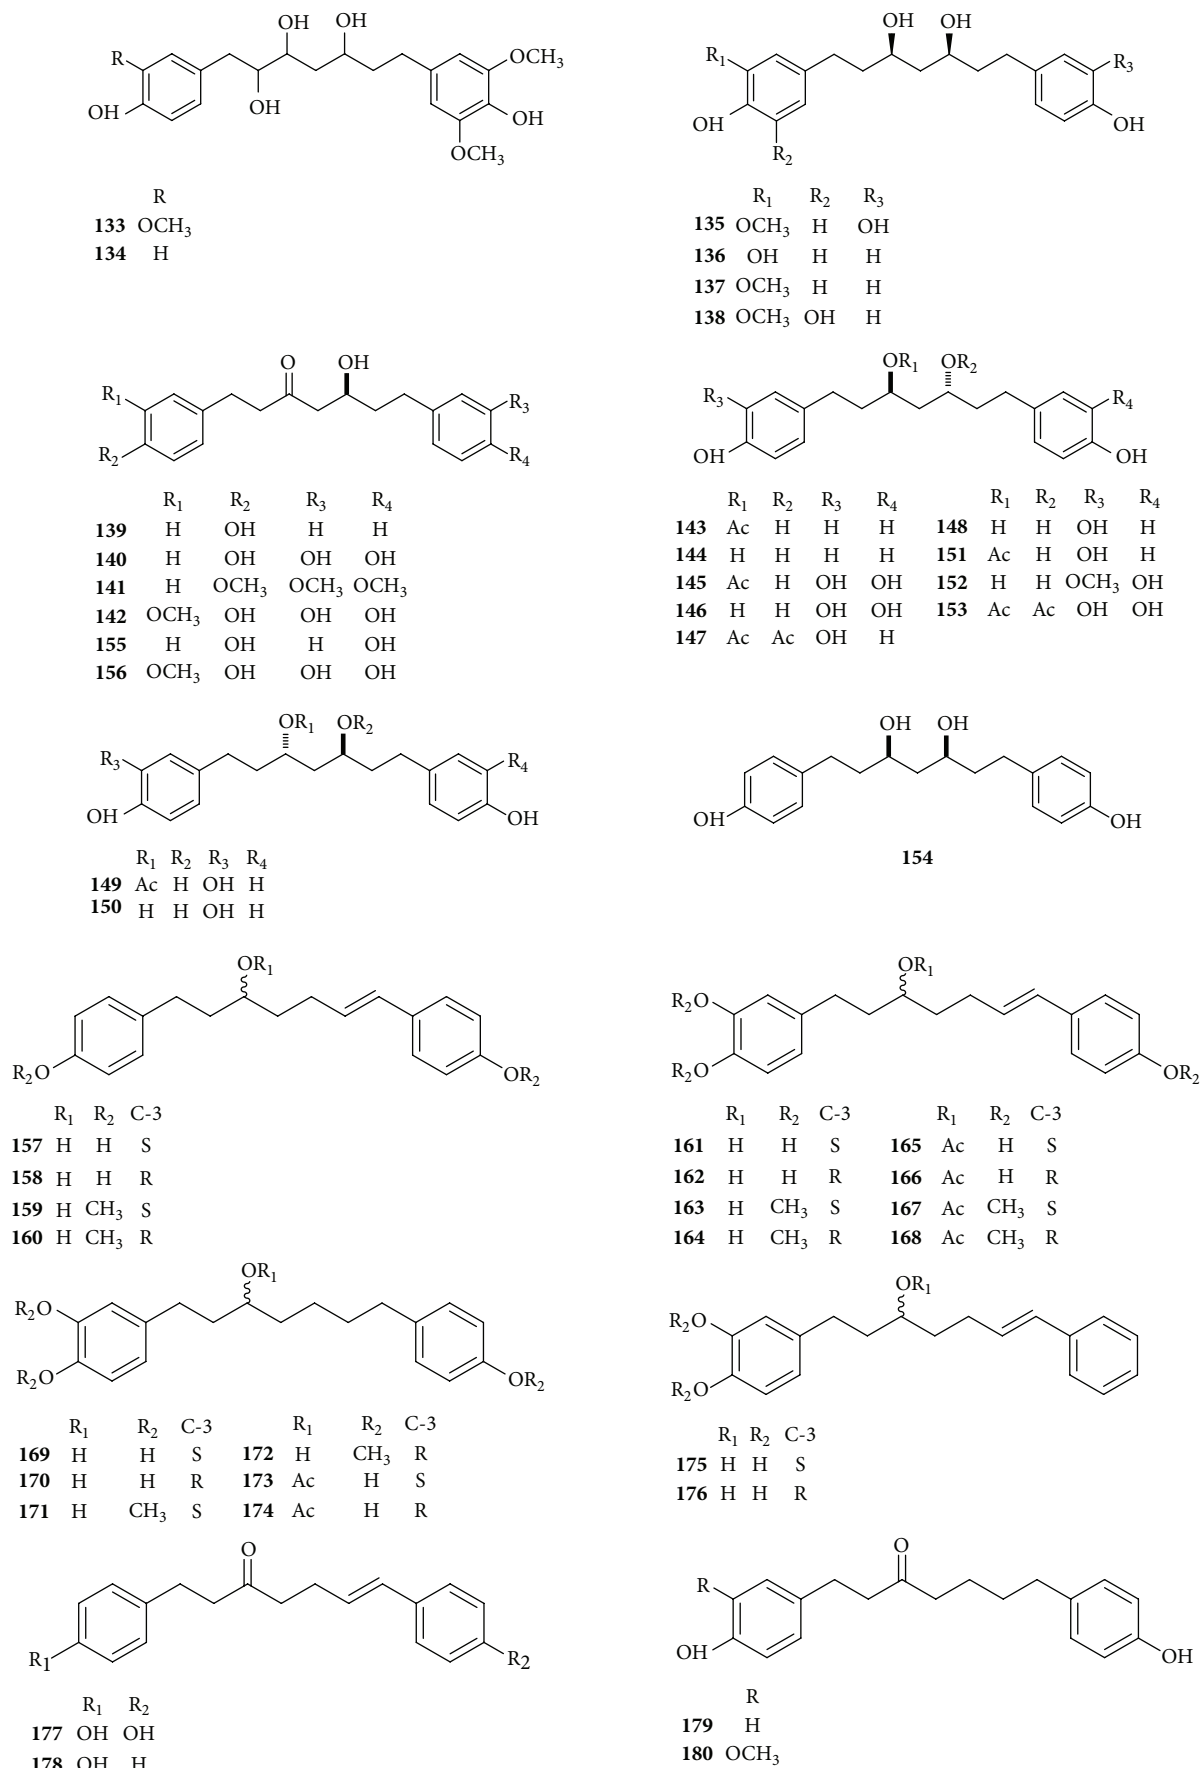 OH OH
R
OCH3
OH
OH
OH
OCH3
R
133 OCH3
134 H
OH OH
R1
R3
OH
OH
R2
R1 R2 R3
135 OCH3 H OH
136 OH H H
137 OCH3 H H
138 OCH3 OH H
O OH
R1
R3
R2
R4
R1 R2 R3 R4
139 H OH H H
140 H OH OH OH
141 H OCH3 OCH3 OCH3
142 OCH3 OH OH OH
155 H OH H OH
156 OCH3 OH OH OH
OR1 OR2
R3
R4
OH
OH
R1 R2 R3 R4 R1 R2 R3 R4
143 Ac H H H 148 H H OH H
144 H H H H 151 Ac H OH H
145 Ac H OH OH 152 H H OCH3 OH
146 H H OH OH 153 Ac Ac OH OH
147 Ac Ac OH H
OR1 OR2
R3
R4
OH
OH
R1 R2 R3 R4
149 Ac H OH H
150 H H OH H
OH OH
OH
OH
154
OR1
R2O
OR2
R1 R2 C-3
157 H H S
158 H H R
159 H CH3 S
160 H CH3 R
OR1
R2O
R2O
OR2
R1 R2 C-3 R1 R2 C-3
161 H H S 165 Ac H S
162 H H R 166 Ac H R
163 H CH3 S 167 Ac CH3 S
164 H CH3 R 168 Ac CH3 R
OR1
R2O
R2O
OR2
R1 R2 C-3 R1 R2 C-3
169 H H S 172 H CH3 R
170 H H R 173 Ac H S
171 H CH3 S 174 Ac H R
OR1
R2O
R2O
R1 R2 C-3
175 H H S
176 H H R
O
R1
R2
R1 R2
177 OH OH
178 OH H
O
R
OH
OH
R
179 H
180 OCH3